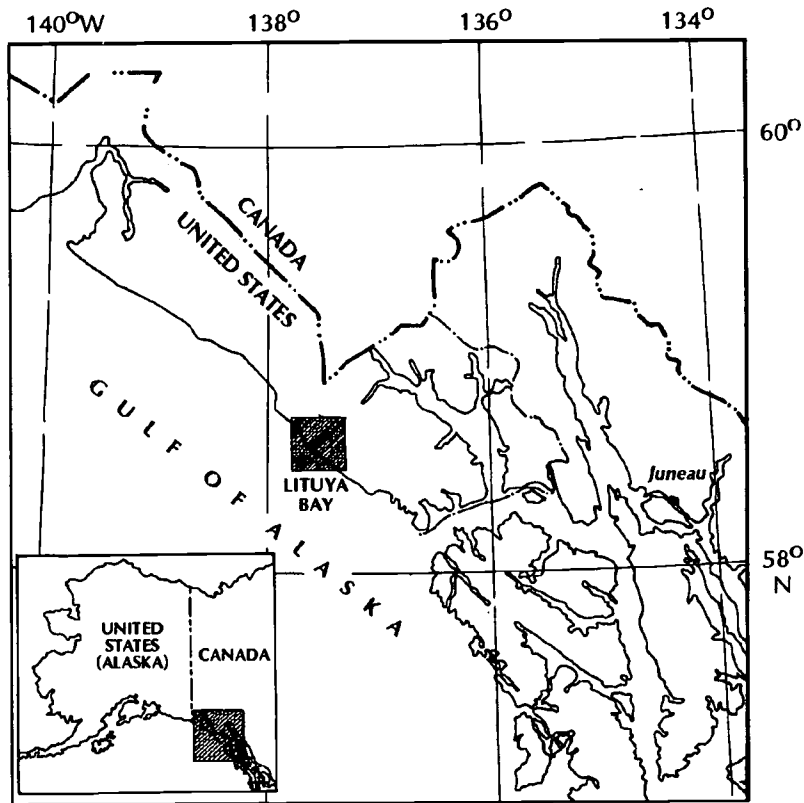 140°W 138° 136° 134°
60°
CANADA
UNITED STATES
GULF OF ALASKA
LITUYA
BAY
Juneau
58°
N
UNITED
STATES
(ALASKA)
CANADA